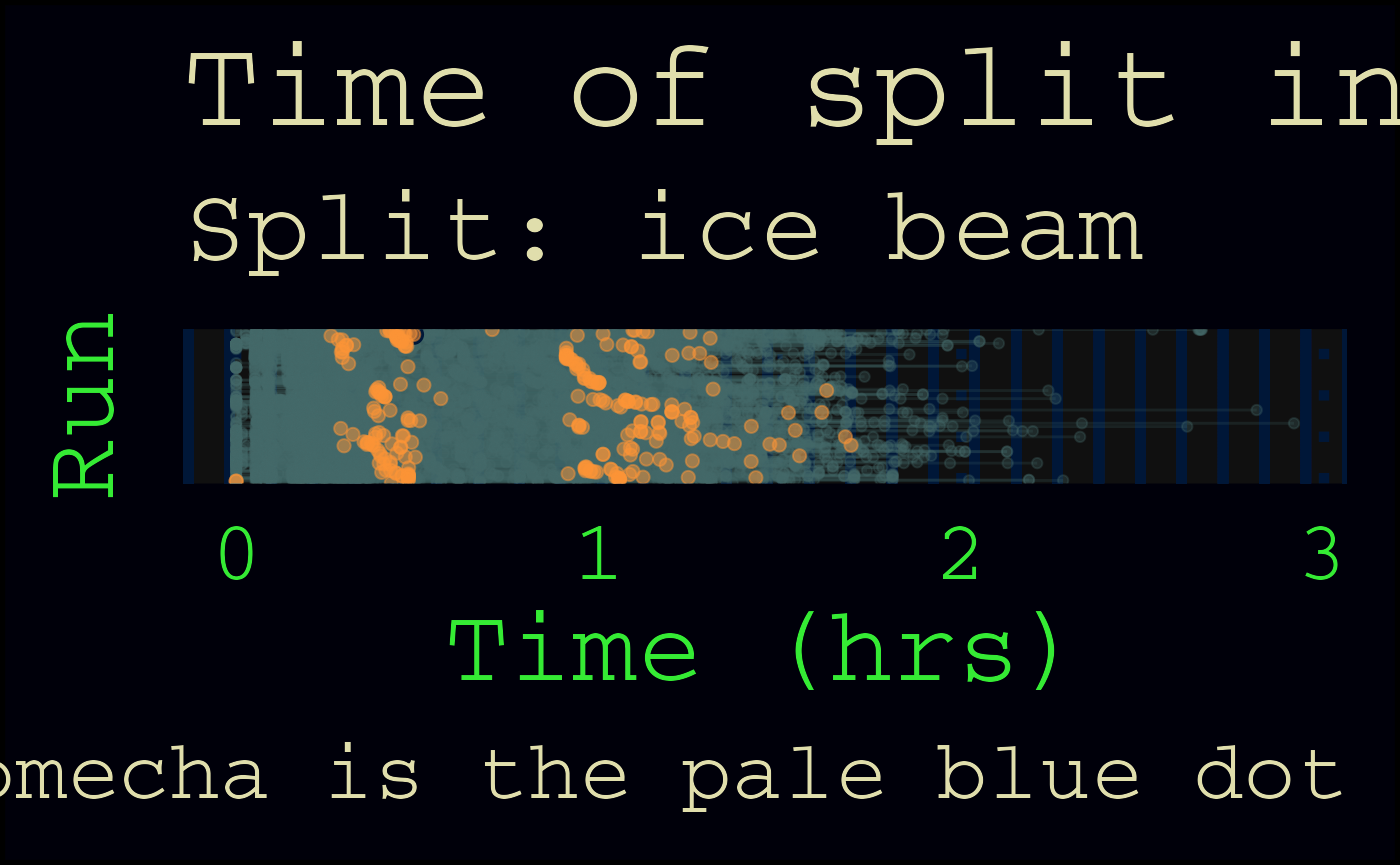 Time of split in
Split: ice beam
Run
0 1 2 3
Time (hrs)
omecha is the pale blue dot